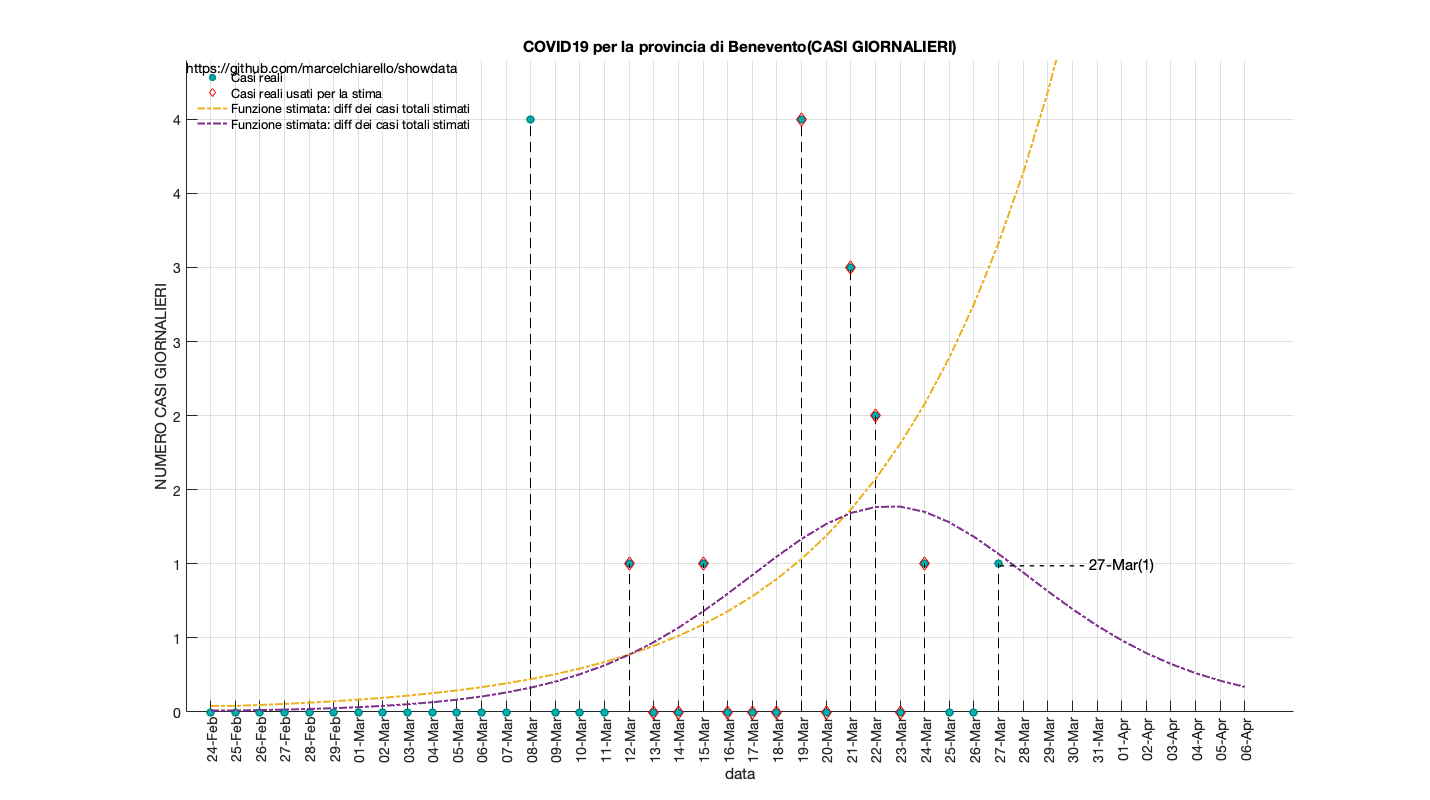 COVID19 per la provincia di Benevento(CASI GIORNALIERI)
https://github.com/marcelchiarello/showdata
Casi reali
Casi reali usati per la stima
Funzione stimata: diff dei casi totali stimati
Funzione stimata: diff dei casi totali stimati
NUMERO CASI GIORNALIERI
4
4
3
3
2
2
1
1
0
27-Mar(1)
24-Feb
25-Feb
26-Feb
27-Feb
28-Feb
29-Feb
01-Mar
02-Mar
03-Mar
04-Mar
05-Mar
06-Mar
07-Mar
08-Mar
09-Mar
10-Mar
11-Mar
12-Mar
13-Mar
14-Mar
15-Mar
16-Mar
17-Mar
18-Mar
19-Mar
20-Mar
21-Mar
22-Mar
23-Mar
24-Mar
25-Mar
26-Mar
27-Mar
28-Mar
29-Mar
30-Mar
31-Mar
01-Apr
02-Apr
03-Apr
04-Apr
05-Apr
06-Apr
data